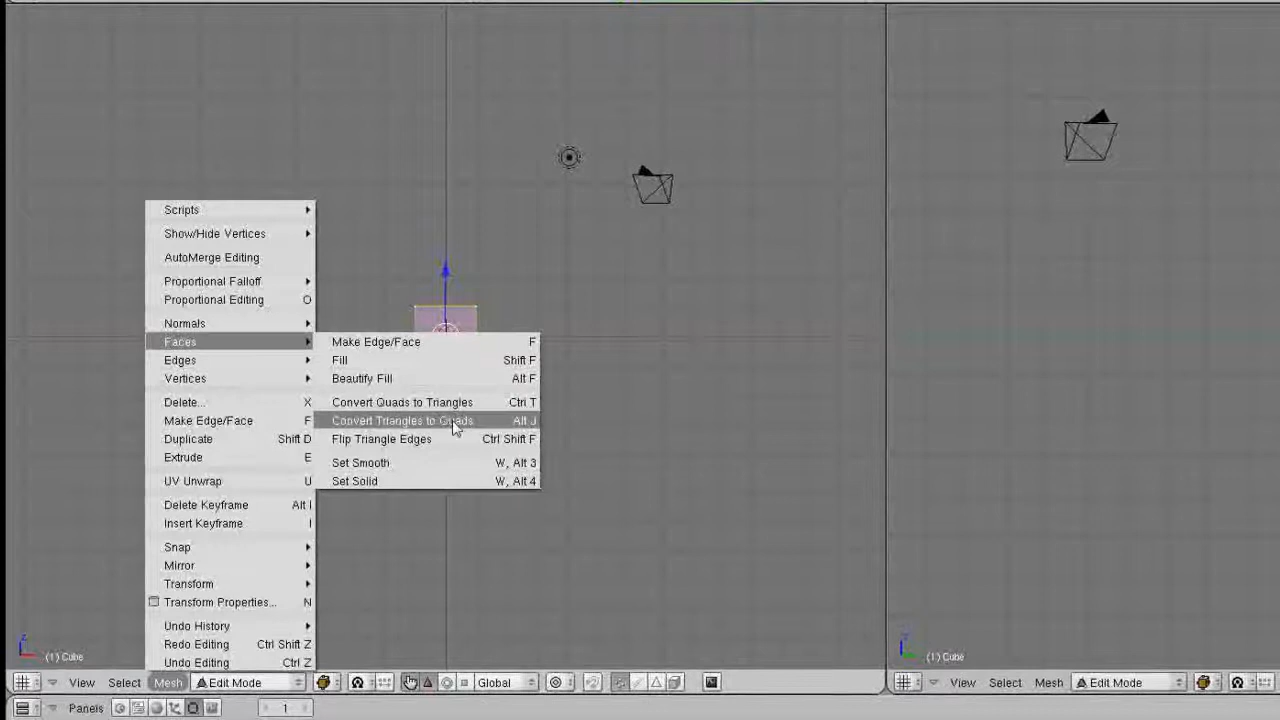 Scripts
Show/Hide Vertices
AutoMerge Editing
Proportional Falloff
Proportional Editing O
Normals
Faces
Edges
Vertices
Delete... X
Make Edge/Face F
Duplicate Shift D
Extrude E
UV Unwrap U
Delete Keyframe Alt I
Insert Keyframe I
Snap
Mirror
Transform
Transform Properties... N
Undo History
Redo Editing Ctrl Shift Z
Undo Editing Ctrl Z
Make Edge/Face F
Fill Shift F
Beautify Fill Alt F
Convert Quads to Triangles Ctrl T
Convert Triangles to Quads Alt J
Flip Triangle Edges Ctrl Shift F
Set Smooth W, Alt 3
Set Solid W, Alt 4
Z
(1) Cube
Z
(1) Cube
View Select Mesh Edit Mode Global
View Select Mesh Edit Mode
Panels 1